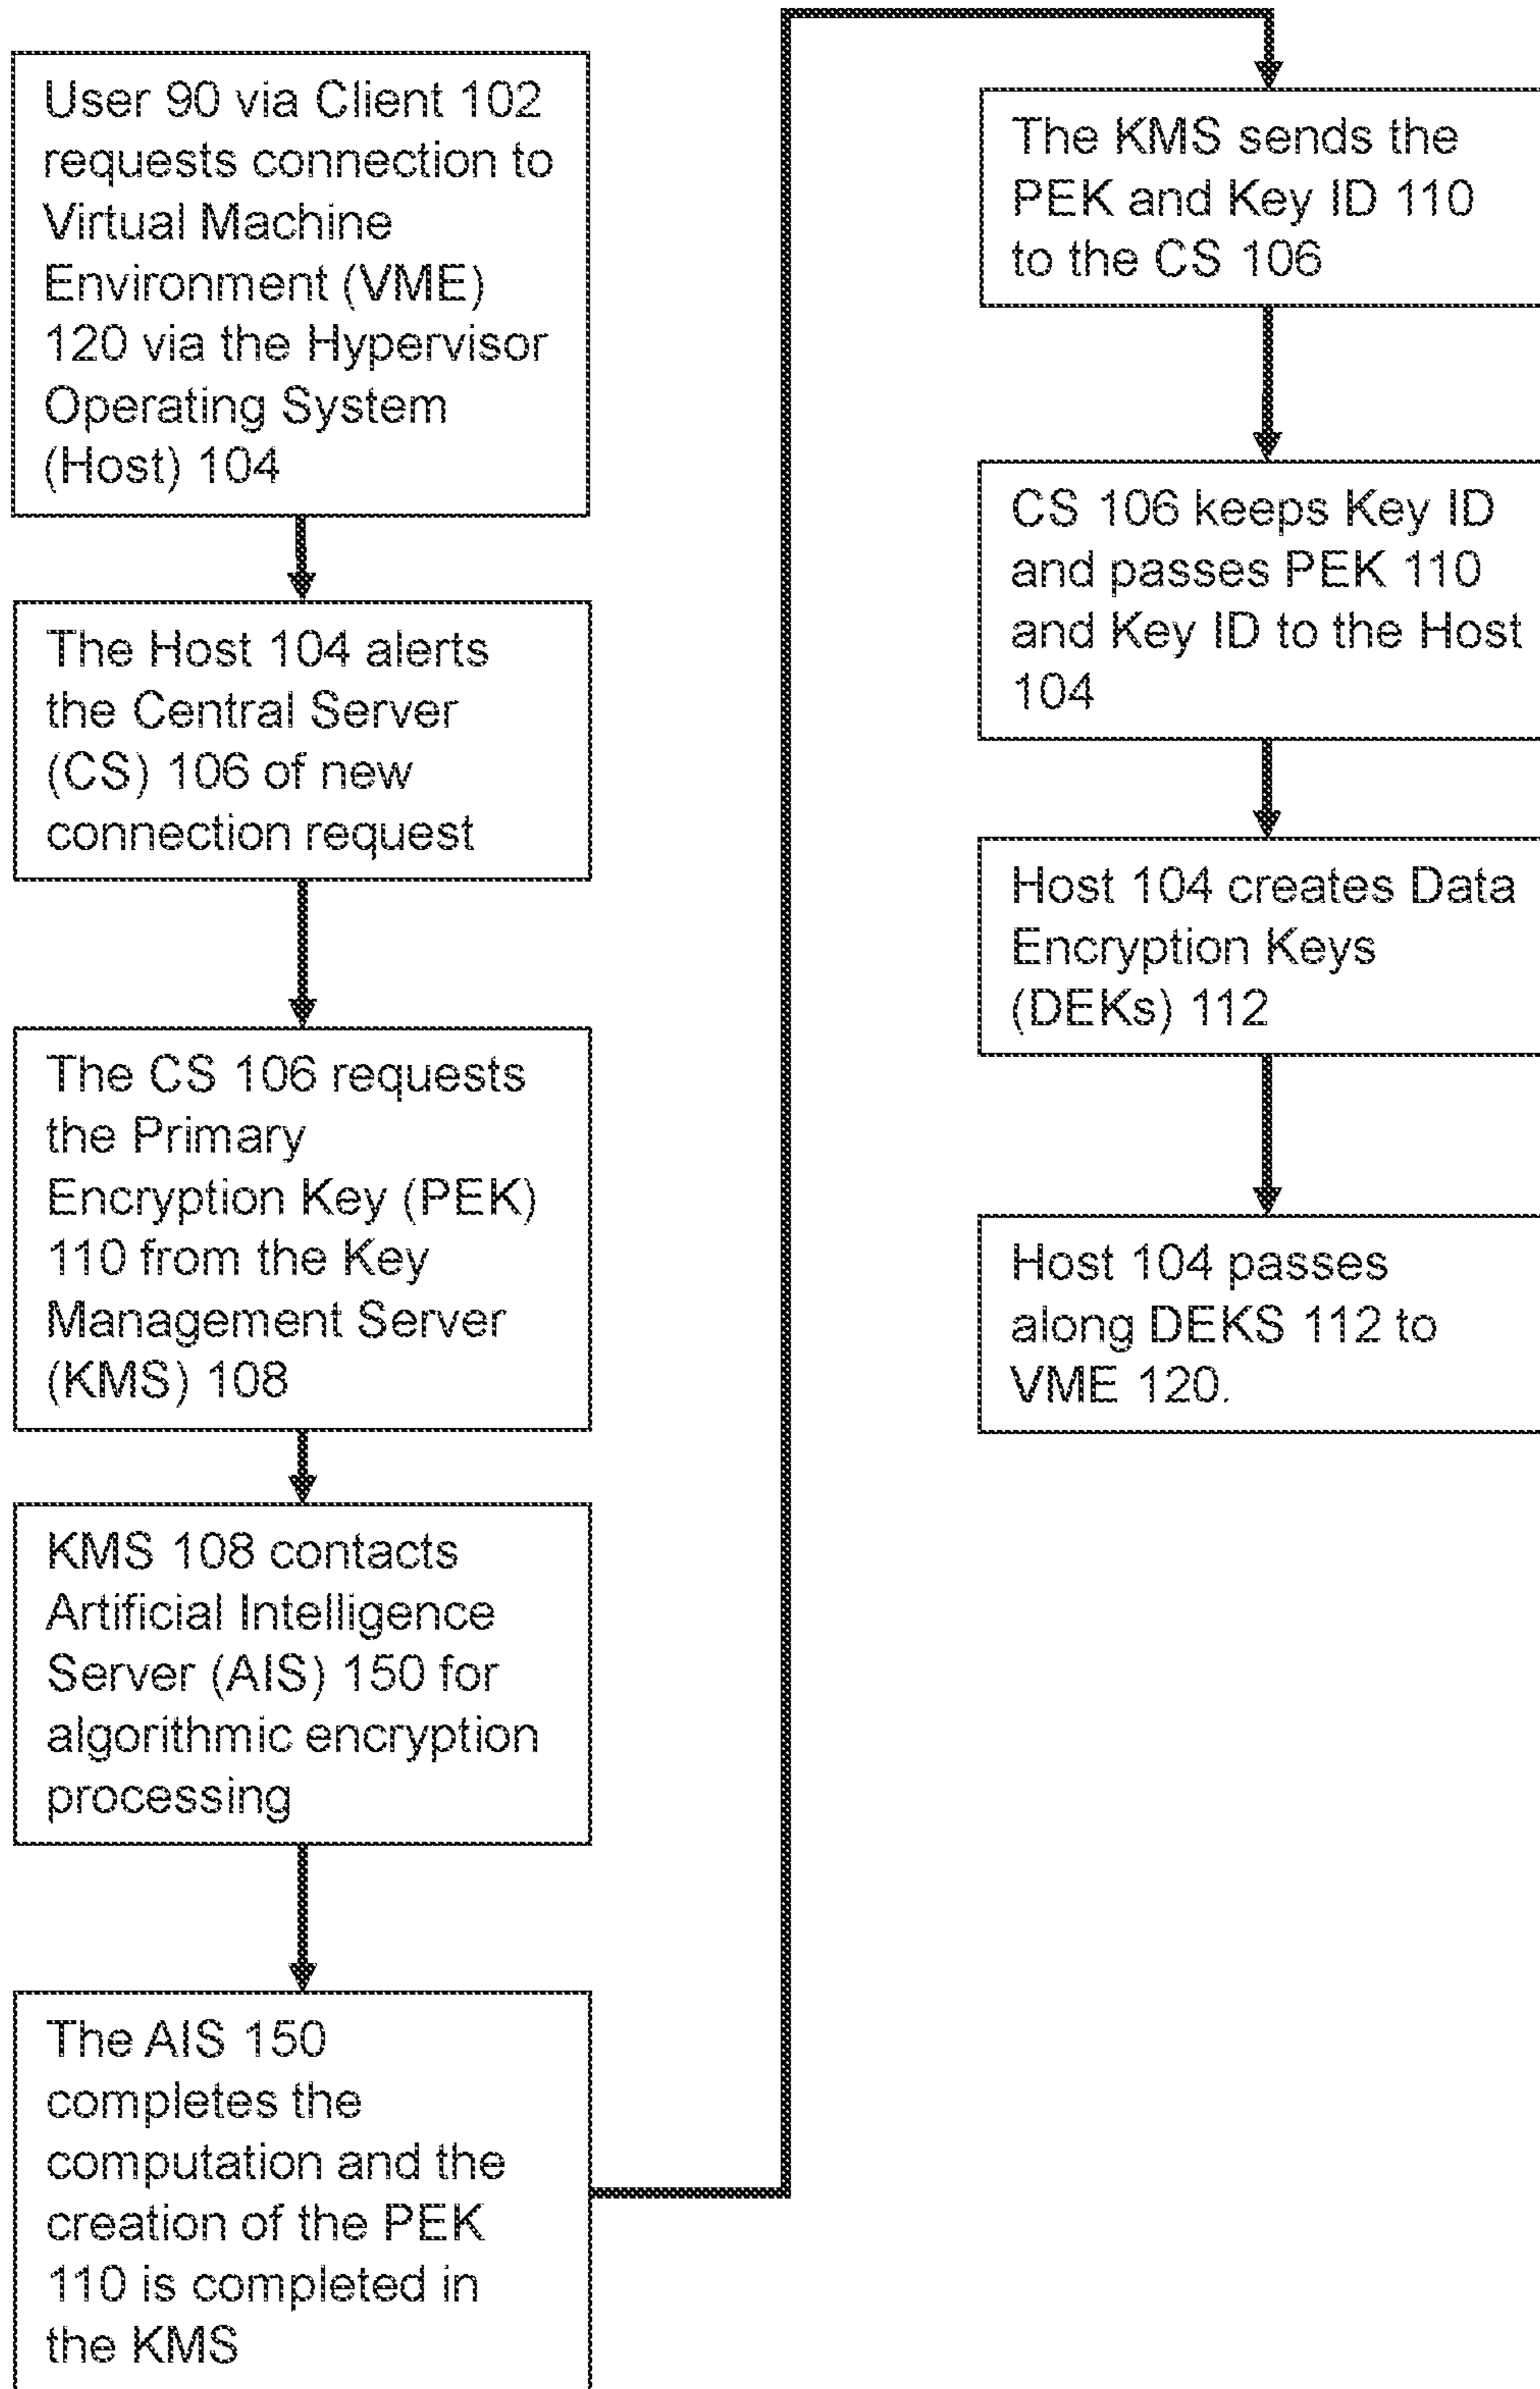 User 90 via Client 102
requests connection to
Virtual Machine
Environment (VME)
120 via the Hypervisor
Operating System
(Host) 104
The Host 104 alerts
the Central Server
(CS) 106 of new
connection request
The CS 106 requests
the Primary
Encryption Key (PEK)
110 from the Key
Management Server
(KMS) 108
KMS 108 contacts
Artificial Intelligence
Server (AIS) 150 for
algorithmic encryption
processing
The AIS 150
completes the
computation and the
creation of the PEK
110 is completed in
the KMS
The KMS sends the
PEK and Key ID 110
to the CS 106
CS 106 keeps Key ID
and passes PEK 110
and Key ID to the Host
104
Host 104 creates Data
Encryption Keys
(DEKs) 112
Host 104 passes
along DEKS 112 to
VME 120.